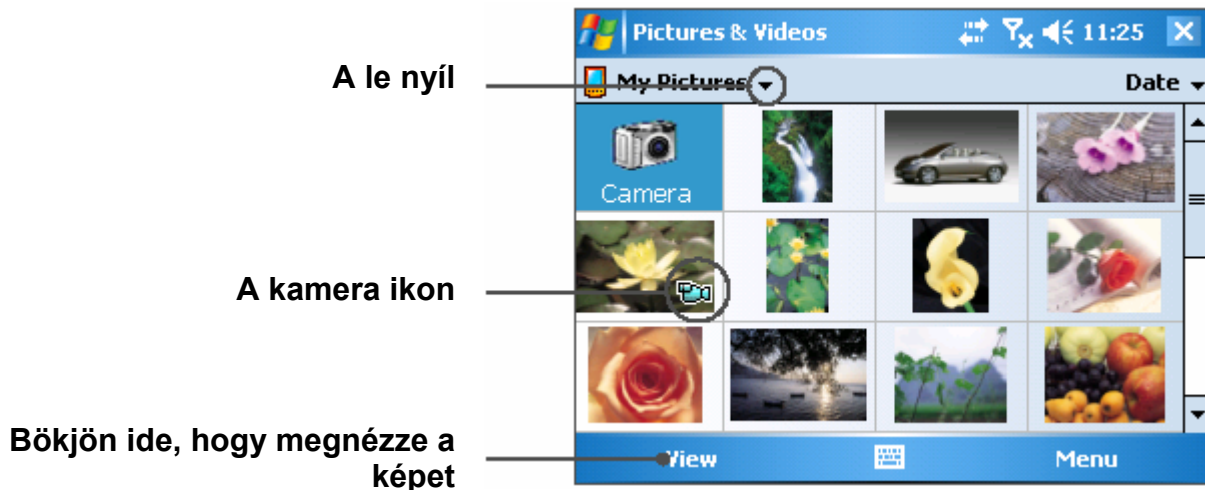 Pictures & Videos 11:25
A le nyíl
My Pictures Date
Camera
A kamera ikon
Bökjön ide, hogy megnézze a
képet
View Menu